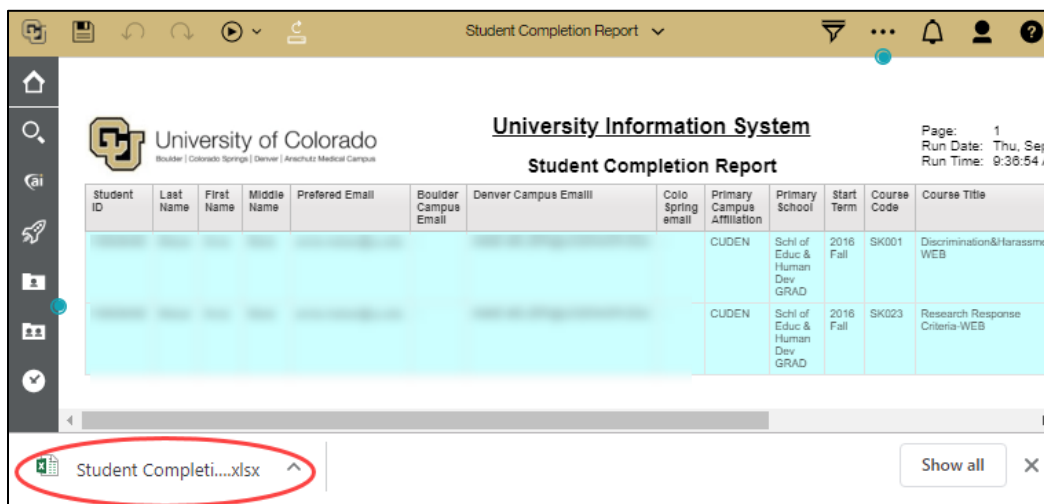 Student Completion Report
?
University of Colorado
Boulder | Colorado Springs | Denver | Anschutz Medical Campus
University Information System
Student Completion Report
Page: 1
Run Date: Thu, Sep
Run Time: 9:36:54
Student ID Last Name First Name Middle Name Prefered Email Boulder Campus Email Denver Campus Emaill Colo Spring email Primary Campus Affiliation Primary School Start Term Course Code Course Title
CUDEN Schl of Educ & Human Dev GRAD 2016 Fall SK001 Discrimination&Harassme WEB
CUDEN Schl of Educ & Human Dev GRAD 2016 Fall SK023 Research Response Criteria-WEB
ai
Student Completi....xlsx
Show all